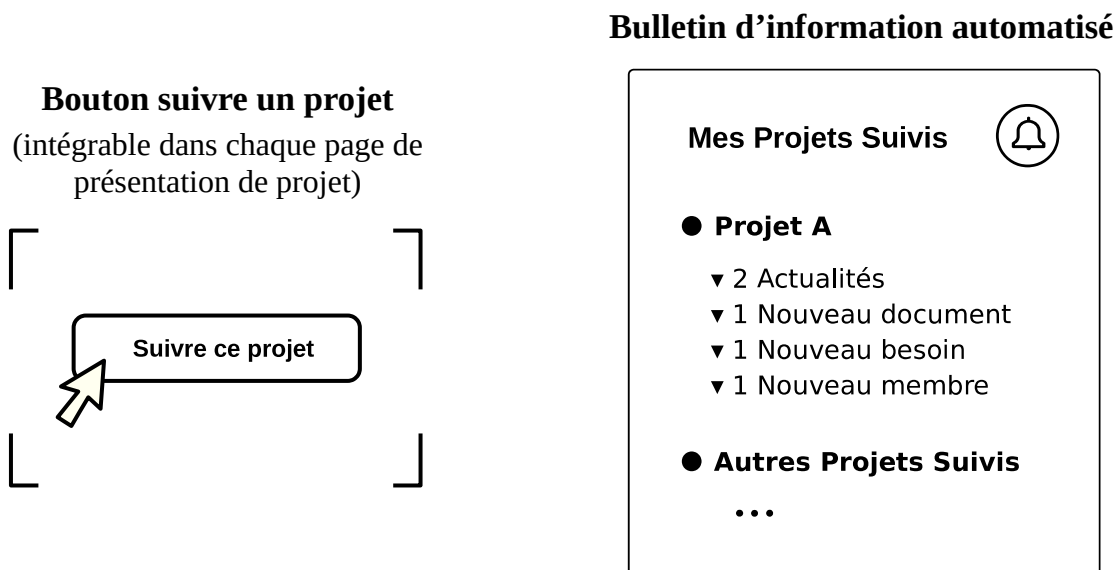 Bouton suivre un projet
(intégrable dans chaque page de
présentation de projet)
Suivre ce projet
Bulletin d’information automatisé
Mes Projets Suivis
● Projet A
▾ 2 Actualités
▾ 1 Nouveau document
▾ 1 Nouveau besoin
▾ 1 Nouveau membre
● Autres Projets Suivis
...